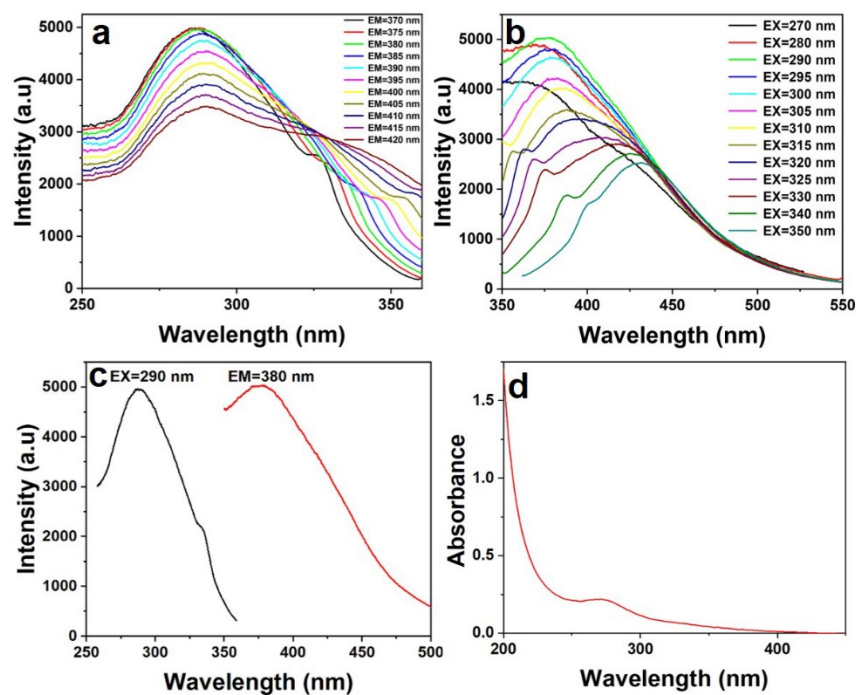 a
EM=370 nm
EM=375 nm
EM=380 nm
EM=385 nm
EM=390 nm
EM=395 nm
EM=400 nm
EM=405 nm
EM=410 nm
EM=415 nm
EM=420 nm
5000
4000
3000
2000
1000
0
Intensity (a.u)
250 300 350
Wavelength (nm)
b
EX=270 nm
EX=280 nm
EX=290 nm
EX=295 nm
EX=300 nm
EX=305 nm
EX=310 nm
EX=315 nm
EX=320 nm
EX=325 nm
EX=330 nm
EX=340 nm
EX=350 nm
5000
4000
3000
2000
1000
0
Intensity (a.u)
350 400 450 500 550
Wavelength (nm)
c
EX=290 nm EM=380 nm
5000
4000
3000
2000
1000
0
Intensity (a.u)
250 300 350 400 450 500
Wavelength (nm)
d
1.5
1.0
0.5
0.0
Absorbance
200 300 400
Wavelength (nm)